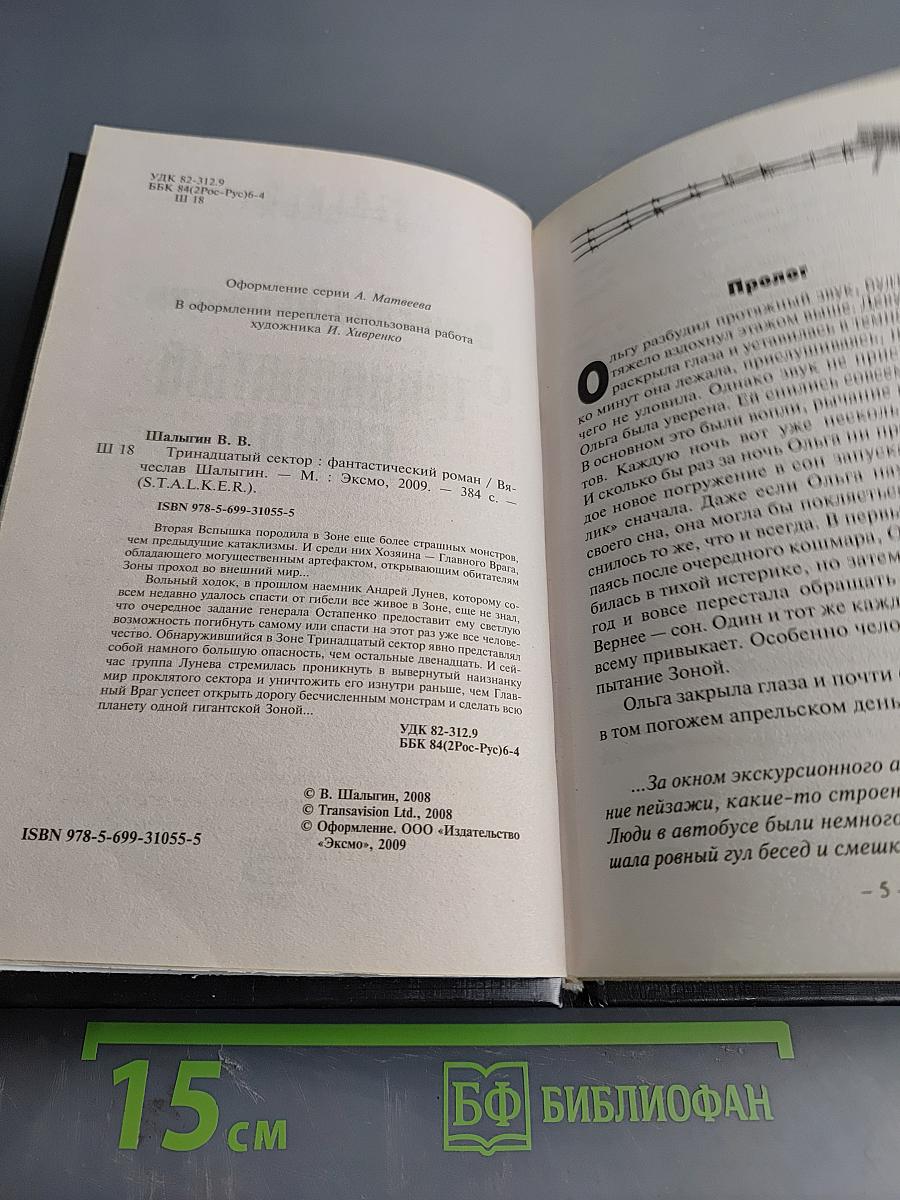 УДК 82-312.9
ББК 84(2Рос-Рус)6-4
Ш 18
Оформление серии А. Матвеева
В оформлении переплета использована работа
художника И. Хивренко
Шалыгин В. В.
Ш 18 Тринадцатый сектор : фантастический роман / Вя-
чеслав Шалыгин. — М. : Эксмо, 2009. — 384 с. —
(S.T.A.L.K.E.R.).
ISBN 978-5-699-31055-5
Вторая Вспышка породила в Зоне еще более страшных монстров,
чем предыдущие катаклизмы. И среди них Хозяина — Главного Врага,
обладающего могущественным артефактом, открывающим обитателям
Зоны проход во внешний мир...
Вольный ходок, в прошлом наемник Андрей Лунев, которому со-
всем недавно удалось спасти от гибели все живое в Зоне, еще не знал,
что очередное задание генерала Остапенко предоставит ему светлую
возможность погибнуть самому или спасти на этот раз уже все челове-
чество. Обнаружившийся в Зоне Тринадцатый сектор явно представлял
собой намного большую опасность, чем остальные двенадцать. И сей-
час группа Лунева стремилась проникнуть в вывернутый наизнанку
мир проклятого сектора и уничтожить его изнутри раньше, чем Глав-
ный Враг успеет открыть дорогу бесчисленным монстрам и сделать всю
планету одной гигантской Зоной...
УДК 82-312.9
ББК 84(2Рос-Рус)6-4
© В. Шалыгин, 2008
© Transavision Ltd., 2008
© Оформление. ООО «Издательство
«Эксмо», 2009
ISBN 978-5-699-31055-5
Пролог
Ольгу разбудил протяжный звук, буд
тяжело вздохнул этажом выше. Дев
раскрыла глаза и уставилась в темн
ко минут она лежала, прислушиваясь,
чего не уловила. Однако звук не при
Ольга была уверена. Ей снились
В основном это были вопли, рычание
тов. Каждую ночь вот уже несколь
И сколько бы раз за ночь Ольга ни пр
дое новое погружение в сон запуск
лик» сначала. Даже если Ольга на
своего сна, она могла бы поклястьс
снилось то же, что и всегда. В первы
паясь после очередного кошмара, О
билась в тихой истерике, но затем
год и вовсе перестала обращать
Вернее — сон. Один и тот же кажд
всему привыкает. Особенно чело
пытание Зоной.
Ольга закрыла глаза и почти
в том погожем апрельском день
...За окном экскурсионного а
ние пейзажи, какие-то строен
Люди в автобусе были немного
шала ровный гул бесед и смешк
– 5 –
15 см
БФ БИБЛИОФАН